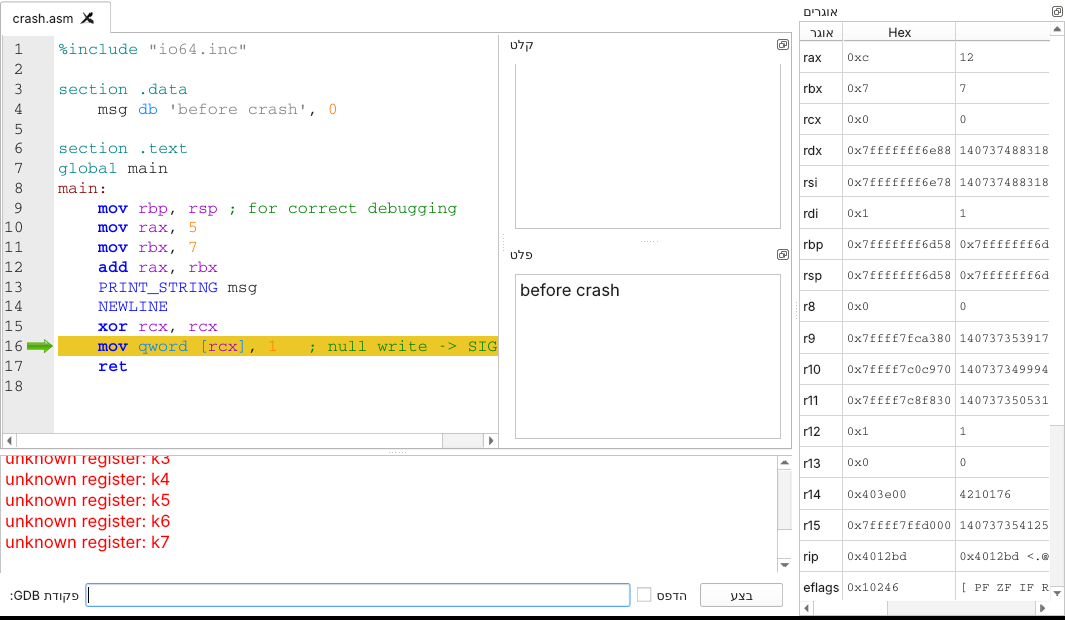 crash.asm
1 %include "io64.inc"
2
3 section .data
4 msg db 'before crash', 0
5
6 section .text
7 global main
8 main:
9 mov rbp, rsp ; for correct debugging
10 mov rax, 5
11 mov rbx, 7
12 add rax, rbx
13 PRINT_STRING msg
14 NEWLINE
15 xor rcx, rcx
16 mov qword [rcx], 1 ; null write -> SIG
17 ret
18
קלט
פלט
before crash
unknown register: k3
unknown register: k4
unknown register: k5
unknown register: k6
unknown register: k7
פקודת GDB:
הדפס
בצע
אוגרים
אוגר Hex
rax 0xc 12
rbx 0x7 7
rcx 0x0 0
rdx 0x7fffffff6e88 140737488318
rsi 0x7fffffff6e78 140737488318
rdi 0x1 1
rbp 0x7fffffff6d58 0x7fffffff6d
rsp 0x7fffffff6d58 0x7fffffff6d
r8 0x0 0
r9 0x7ffff7fca380 140737353917
r10 0x7ffff7c0c970 140737349994
r11 0x7ffff7c8f830 140737350531
r12 0x1 1
r13 0x0 0
r14 0x403e00 4210176
r15 0x7ffff7ffd000 140737354125
rip 0x4012bd 0x4012bd <.@
eflags 0x10246 [ PF ZF IF R